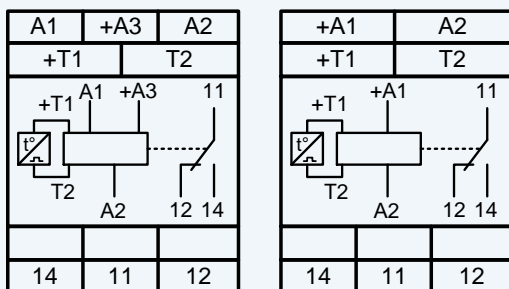 A1 +A3 A2
+T1 T2
A1 +A3 11
+T1
t°
T2
A2 12 14
14 11 12
+A1 A2
+T1 T2
+A1 11
+T1
t°
T2
A2 12 14
14 11 12